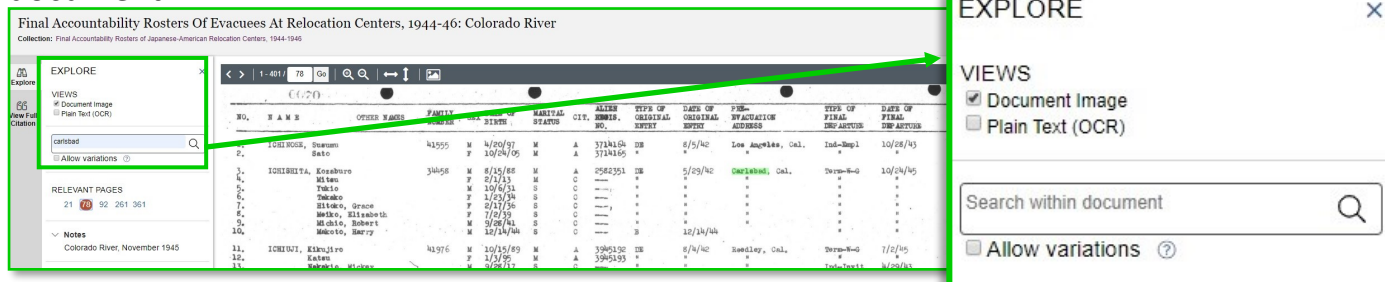 Final Accountability Rosters Of Evacuees At Relocation Centers, 1944-46: Colorado River
Collection: Final Accountability Rosters of Japanese-American Relocation Centers, 1944-1946
Explore
View Full
Citation
EXPLORE ×
VIEWS
Document Image
Plain Text (OCR)
carlsbad
Allow variations
RELEVANT PAGES
21 78 92 261 361
Notes
Colorado River, November 1945
1 - 401 / 78 Go
NO. NAME OTHER NAMES FAMILY NUMBER BIRTH MARITAL STATUS CIT. ALIEN REGIS. NO. TYPE OF ORIGINAL ENTRY DATE OF ORIGINAL ENTRY PRE-EVACUATION ADDRESS TYPE OF FINAL DEPARTURE DATE OF FINAL DEPARTURE
ICHINOSE, Susumu 41555 M 4/20/97 M A 3714164 DE 8/5/42 Los Angeles, Cal. Ind-Empl 10/28/43
2. Sato F 10/24/05 M A 3714165 " " " " "
3. ICHISHITA, Kozaburo 34458 M 8/15/88 M A 2582351 DE 5/29/42 Carlsbad, Cal. Term-W-G 10/24/45
4. Mitsu F 2/1/13 M C — " " " " "
5. Tukio M 10/6/31 S C — " " " " "
6. Takako F 1/23/34 S C — " " " " "
7. Hitoko, Grace F 2/17/36 S C — " " " " "
8. Meiko, Elizabeth F 7/2/39 S C — " " " " "
9. Michio, Robert M 9/28/41 S C — " " " " "
10. Makoto, Harry M 12/14/44 S C — B 12/14/44 " "
11. ICHIUJI, Kikujiro 41976 M 10/15/89 M A 3945192 DE 8/4/42 Reedley, Cal. Term-W-G 7/2/45
12. Katsu F 1/3/95 M A 3945193 " " " " "
13. Mickey 9/28/17 S 4/29/43
EXPLORE ×
VIEWS
Document Image
Plain Text (OCR)
Search within document
Allow variations ?